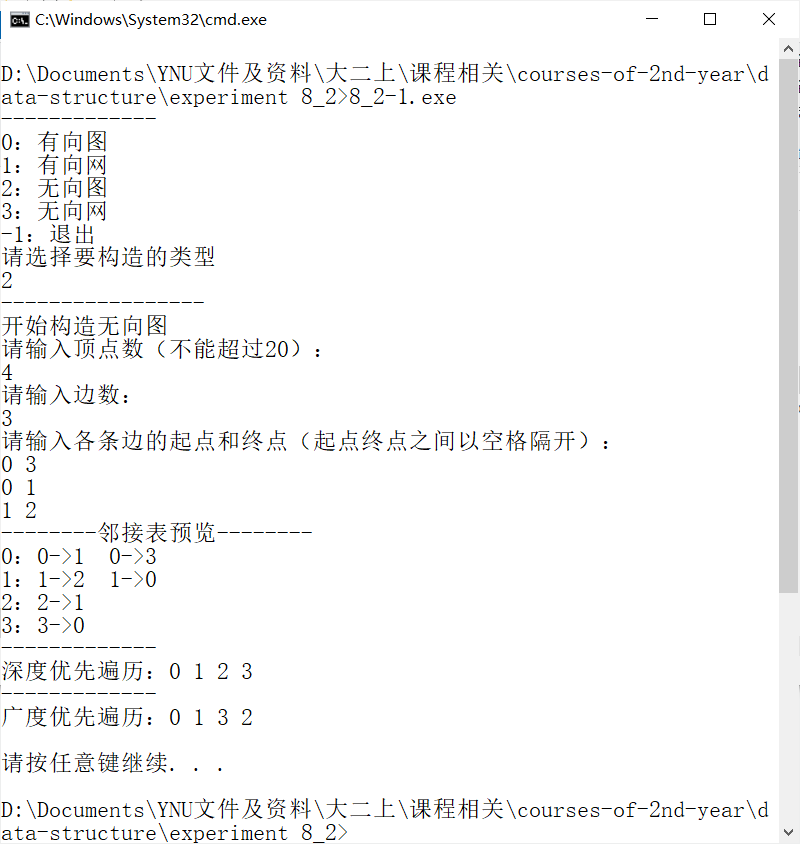 C:\Windows\System32\cmd.exe
D:\Documents\YNU文件及资料\大二上\课程相关\courses-of-2nd-year\d
ata-structure\experiment 8_2>8_2-1.exe
-------------
0：有向图
1：有向网
2：无向图
3：无向网
-1：退出
请选择要构造的类型
2
-----------------
开始构造无向图
请输入顶点数（不能超过20）：
4
请输入边数：
3
请输入各条边的起点和终点（起点终点之间以空格隔开）：
0 3
0 1
1 2
--------邻接表预览--------
0：0->1  0->3
1：1->2  1->0
2：2->1
3：3->0
-------------
深度优先遍历：0 1 2 3
-------------
广度优先遍历：0 1 3 2
请按任意键继续. . .
D:\Documents\YNU文件及资料\大二上\课程相关\courses-of-2nd-year\d
ata-structure\experiment 8_2>